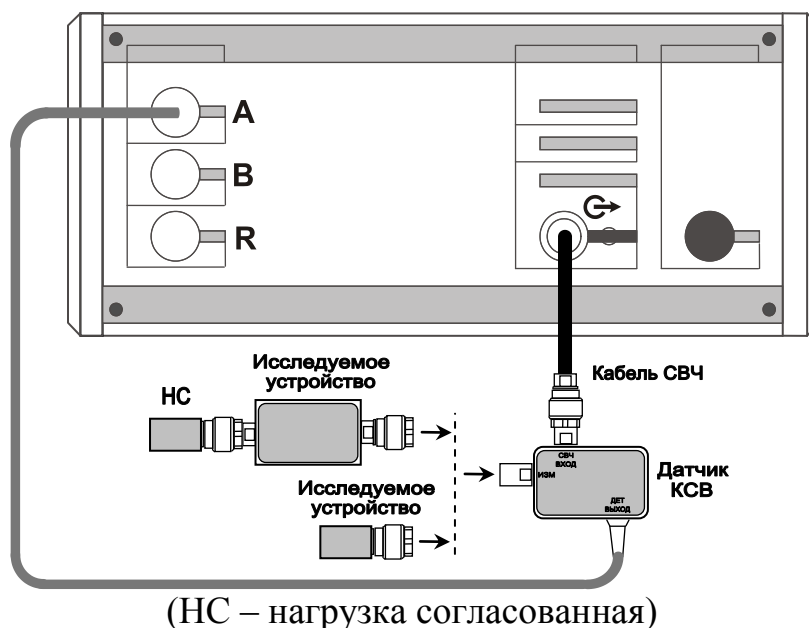 A
B
R
Исследуемое
устройство
НС
Кабель СВЧ
СВЧ
ВХОД
ИЗМ
Датчик
КСВ
ДЕТ
ВЫХОД
Исследуемое
устройство
(НС – нагрузка согласованная)